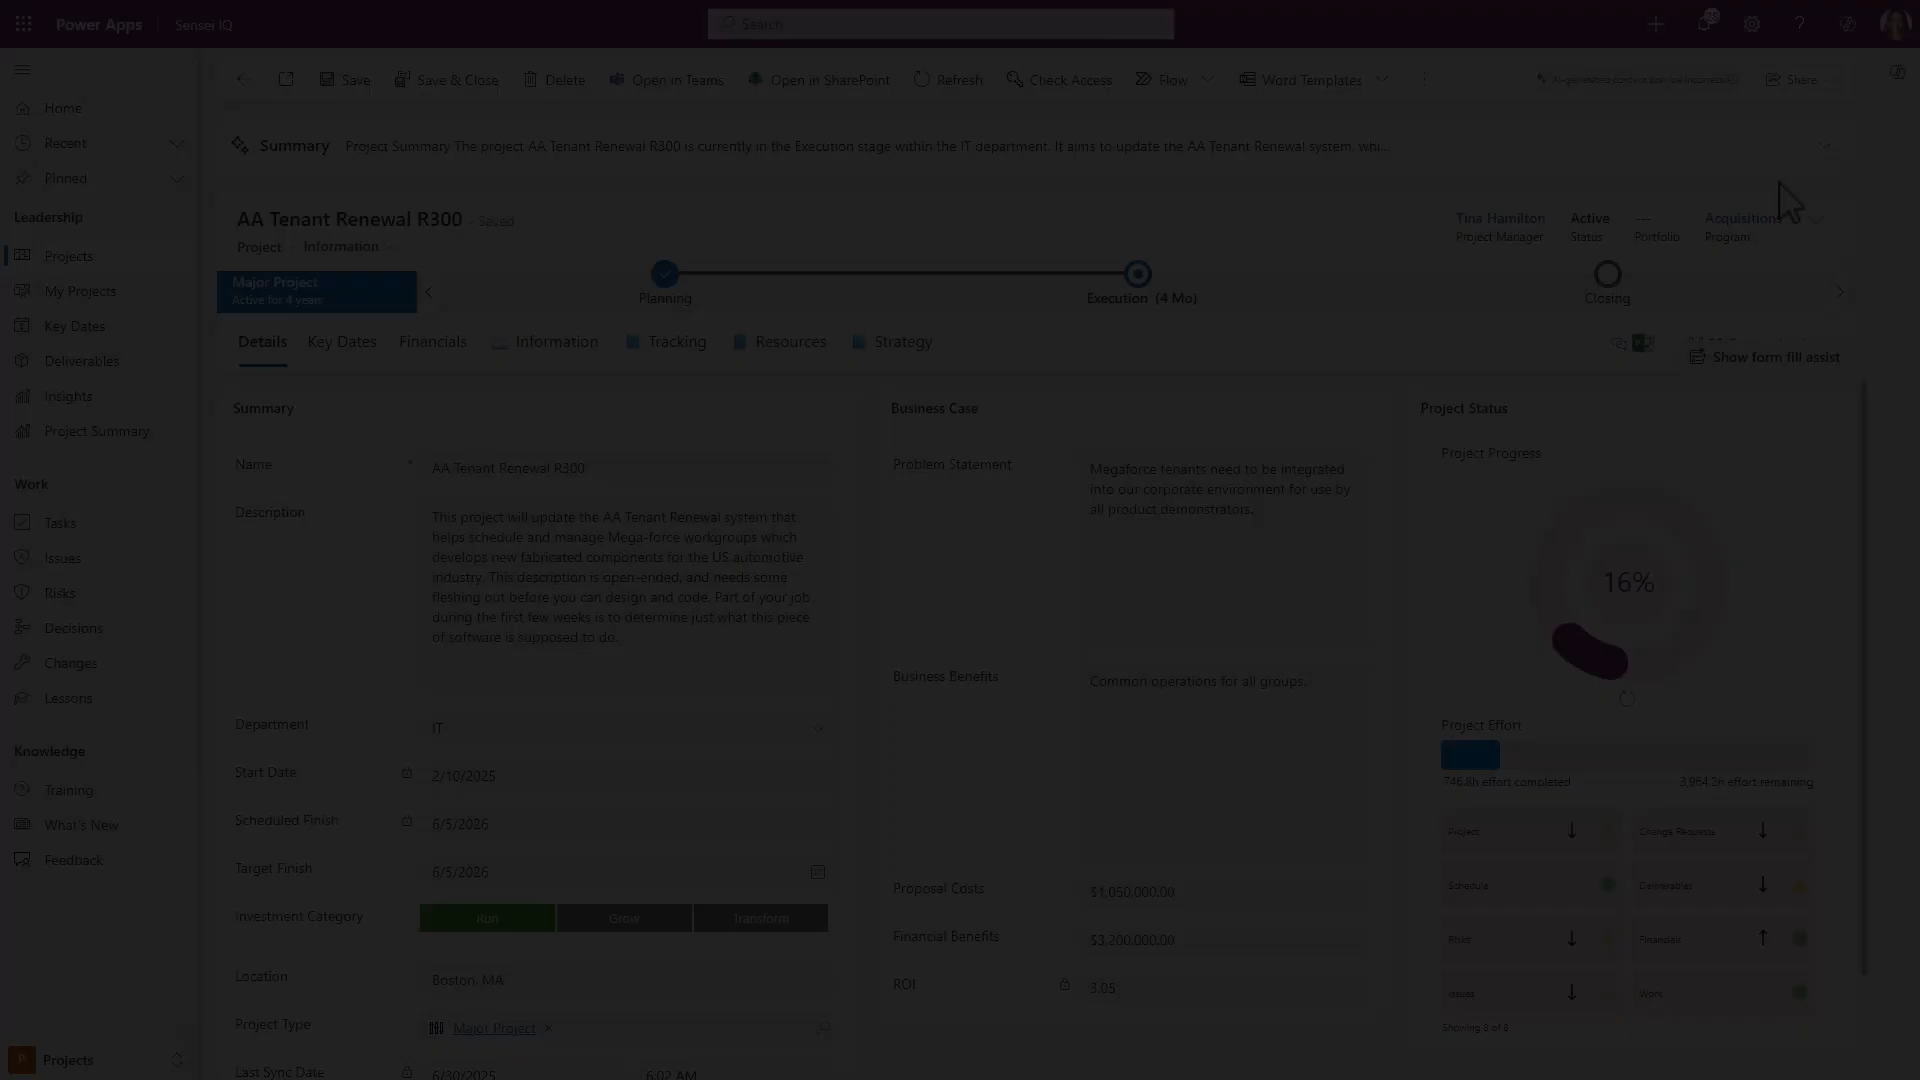 Power Apps
Sensei IQ
Search
Save
Save & Close
Delete
Open in Teams
Open in SharePoint
Refresh
Check Access
Flow
Word Templates
AI-generated content can be incorrect
Share
Home
Recent
Pinned
Leadership
Projects
My Projects
Key Dates
Deliverables
Insights
Project Summary
Work
Tasks
Issues
Risks
Decisions
Changes
Lessons
Knowledge
Training
What's New
Feedback
Projects
Summary
Project Summary The project AA Tenant Renewal R300 is currently in the Execution stage within the IT department. It aims to update the AA Tenant Renewal system, whi...
AA Tenant Renewal R300 - Saved
Project · Information
Tina Hamilton
Project Manager
Active
Status
---
Portfolio
Acquisitions
Program
Major Project
Active for 4 years
Planning
Execution (4 Mo)
Closing
Details
Key Dates
Financials
Information
Tracking
Resources
Strategy
Show form fill assist
Summary
Name *
AA Tenant Renewal R300
Description
This project will update the AA Tenant Renewal system that
helps schedule and manage Mega-force workgroups which
develops new fabricated components for the US automotive
industry. This description is open-ended, and needs some
fleshing out before you can design and code. Part of your job
during the first few weeks is to determine just what this piece
of software is supposed to do.
Department
IT
Start Date
2/10/2025
Scheduled Finish
6/5/2026
Target Finish
6/5/2026
Investment Category
Run
Grow
Transform
Location
Boston, MA
Project Type
Major Project
Last Sync Date
6/30/2025
6:02 AM
Business Case
Problem Statement
Megaforce tenants need to be integrated
into our corporate environment for use by
all product demonstrators.
Business Benefits
Common operations for all groups.
Proposal Costs
$1,050,000.00
Financial Benefits
$3,200,000.00
ROI
3.05
Project Status
Project Progress
16%
Project Effort
746.8h effort completed
3,964.2h effort remaining
Project
Change Requests
Schedule
Deliverables
Risks
Financials
Issues
Work
Showing 8 of 8
P